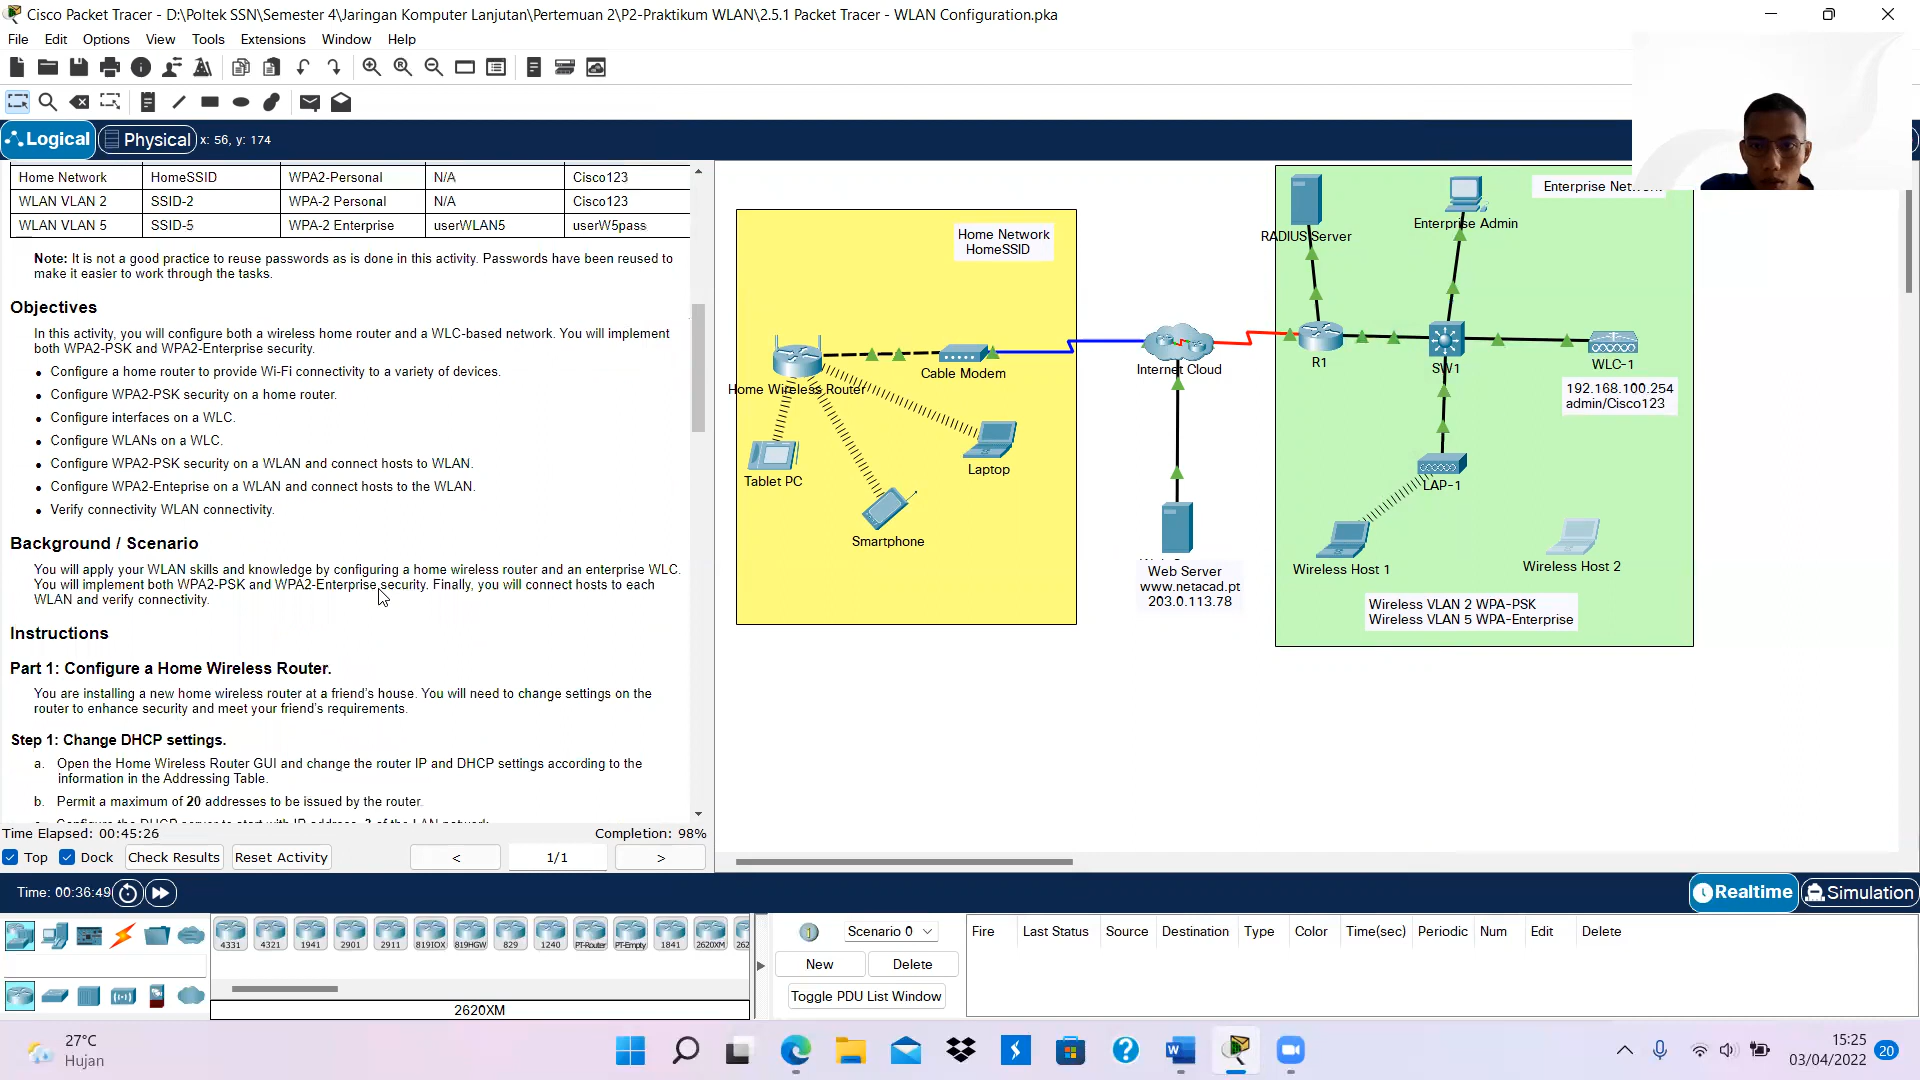 Cisco Packet Tracer - D:\Poltek SSN\Semester 4\Jaringan Komputer Lanjutan\Pertemuan 2\P2-Praktikum WLAN\2.5.1 Packet Tracer - WLAN Configuration.pka
File Edit Options View Tools Extensions Window Help
Logical Physical x: 56, y: 174
Home Network HomeSSID WPA2-Personal N/A Cisco123
WLAN VLAN 2 SSID-2 WPA-2 Personal N/A Cisco123
WLAN VLAN 5 SSID-5 WPA-2 Enterprise userWLAN5 userW5pass
Note: It is not a good practice to reuse passwords as is done in this activity. Passwords have been reused to
make it easier to work through the tasks.
Objectives
In this activity, you will configure both a wireless home router and a WLC-based network. You will implement
both WPA2-PSK and WPA2-Enterprise security.
• Configure a home router to provide Wi-Fi connectivity to a variety of devices.
• Configure WPA2-PSK security on a home router.
• Configure interfaces on a WLC.
• Configure WLANs on a WLC.
• Configure WPA2-PSK security on a WLAN and connect hosts to WLAN.
• Configure WPA2-Enteprise on a WLAN and connect hosts to the WLAN.
• Verify connectivity WLAN connectivity.
Background / Scenario
You will apply your WLAN skills and knowledge by configuring a home wireless router and an enterprise WLC.
You will implement both WPA2-PSK and WPA2-Enterprise security. Finally, you will connect hosts to each
WLAN and verify connectivity.
Instructions
Part 1: Configure a Home Wireless Router.
You are installing a new home wireless router at a friend's house. You will need to change settings on the
router to enhance security and meet your friend's requirements.
Step 1: Change DHCP settings.
a. Open the Home Wireless Router GUI and change the router IP and DHCP settings according to the
information in the Addressing Table.
b. Permit a maximum of 20 addresses to be issued by the router.
Time Elapsed: 00:45:26 Completion: 98%
Top Dock Check Results Reset Activity < 1/1 >
Home Network
HomeSSID
Home Wireless Router
Cable Modem
Tablet PC
Laptop
Smartphone
Internet Cloud
Web Server
www.netacad.pt
203.0.113.78
RADIUS Server
Enterprise Admin
Enterprise
R1
SW1
WLC-1
192.168.100.254
admin/Cisco123
LAP-1
Wireless Host 1
Wireless Host 2
Wireless VLAN 2 WPA-PSK
Wireless VLAN 5 WPA-Enterprise
Time: 00:36:49
Realtime Simulation
4331 4321 1941 2901 2911 819IOX 819HGW 829 1240 PT-Router PT-Empty 1841 2620XM 262
2620XM
Scenario 0
New Delete
Toggle PDU List Window
Fire Last Status Source Destination Type Color Time(sec) Periodic Num Edit Delete
27°C
Hujan
15:25
03/04/2022
20